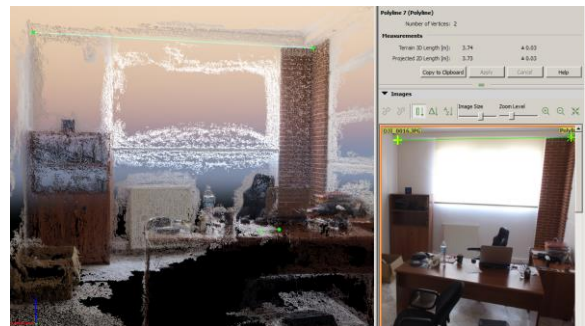 Polyline 7 (Polyline)
Number of Vertices: 2
Measurements
Terrain 3D Length [m]: 3.74 ± 0.03
Projected 2D Length [m]: 3.73 ± 0.03
Copy to Clipboard Apply Cancel Help
Images
Image Size Zoom Level